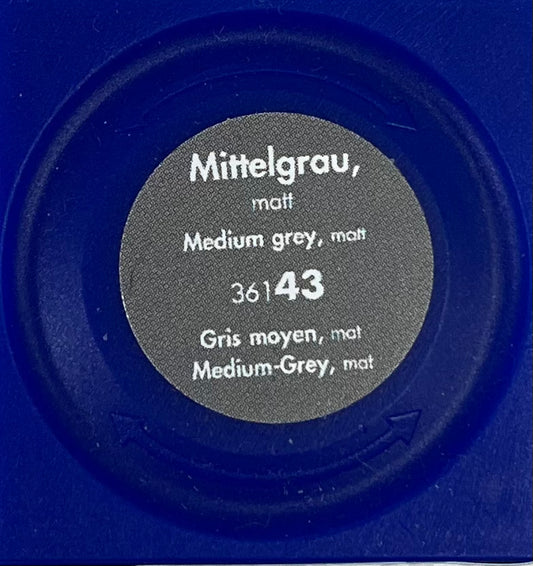 Mittelgrau,
matt
Medium grey, matt
36143
Gris moyen, mat
Medium-Grey, mat